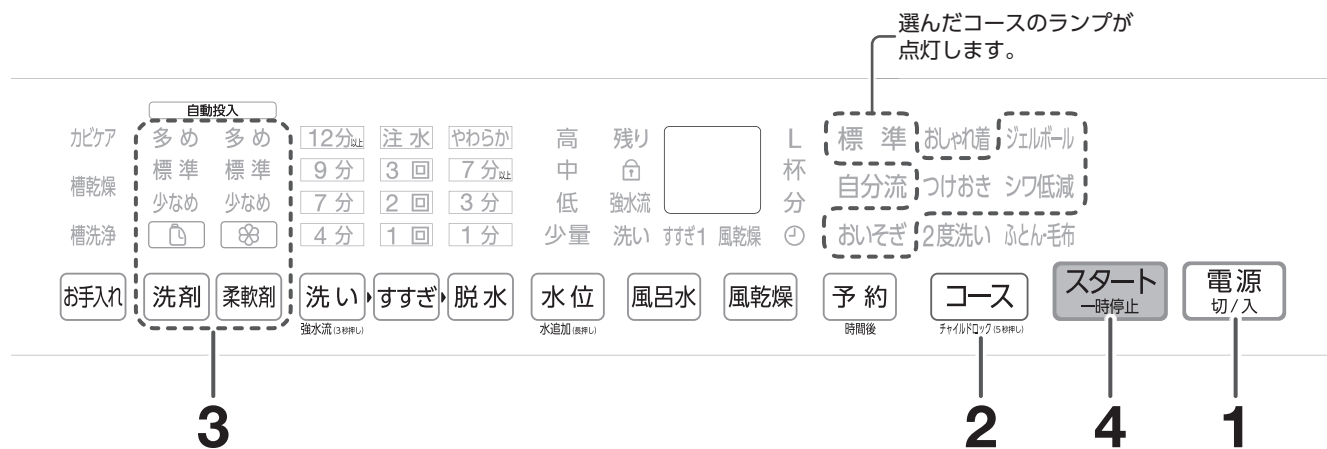 選んだコースのランプが
点灯します。
自動投入
カビケア 多め 多め 12分以上 注水 やわらか 高 残り L 標準 おしゃれ着 ジェルボール
標準 標準 9分 3回 7分以上 中 杯
槽乾燥 自分流 つけおき シワ低減
少なめ 少なめ 7分 2回 3分 低 強水流 分
槽洗浄 4分 1回 1分 少量 洗い すすぎ1 風乾燥 おいそぎ 2度洗い ふとん・毛布
お手入れ 洗剤 柔軟剤 洗い すすぎ 脱水 水位 風呂水 風乾燥 予約 コース スタート 一時停止 電源 切/入
強水流(3秒押し) 水追加(長押し) 時間後 チャイルドロック(5秒押し)
3 2 4 1